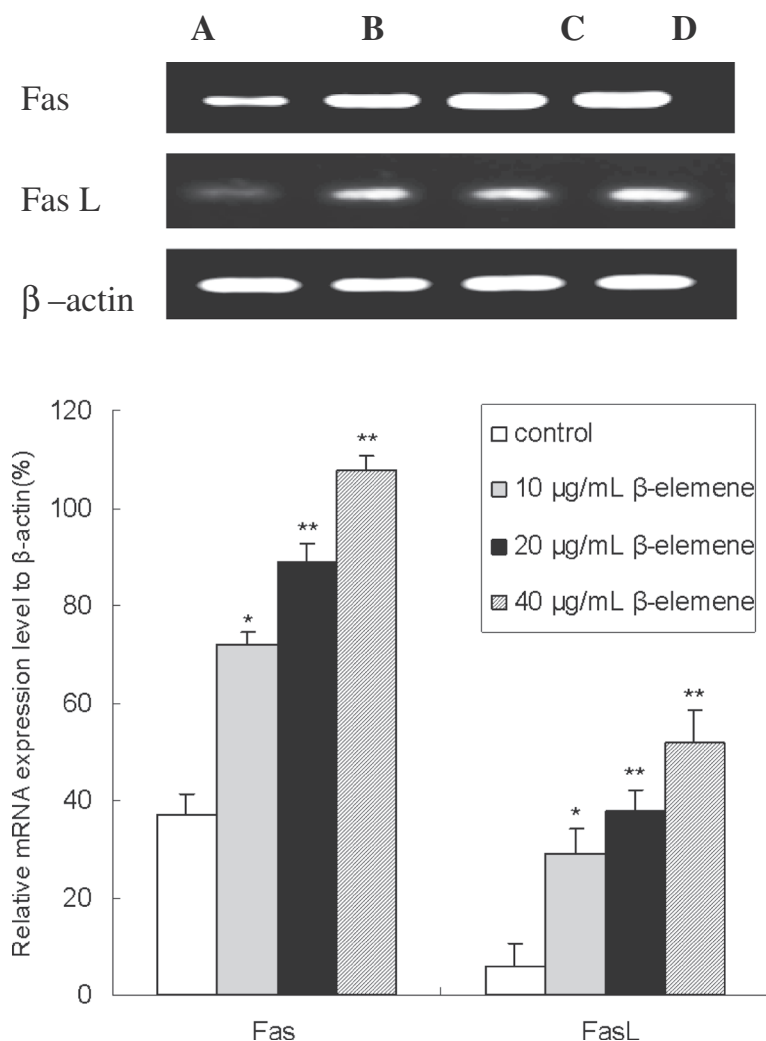 A B C D
Fas
Fas L
β –actin
Relative mRNA expression level to β-actin(%)
120
100
80
60
40
20
0
control
10 µg/mL β-elemene
20 µg/mL β-elemene
40 µg/mL β-elemene
*
**
**
*
**
**
Fas FasL